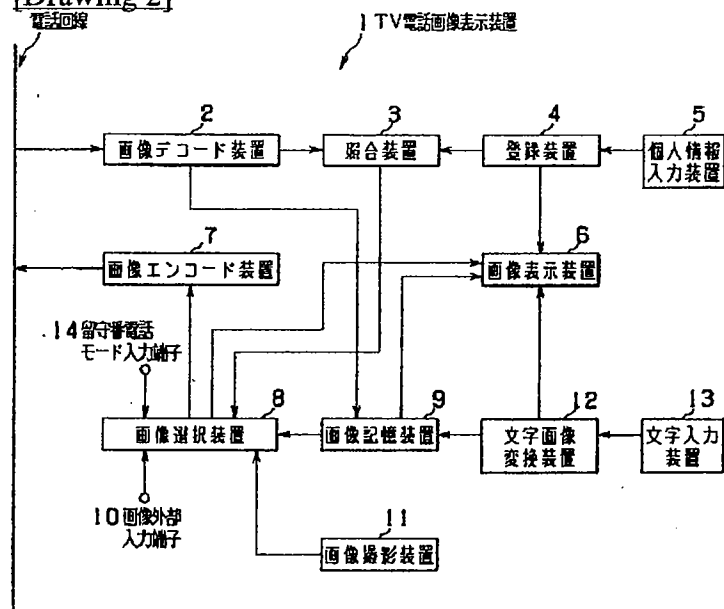 [Drawing 2]
電話回線
1 TV電話画像表示装置
2
画像デコード装置
3
照合装置
4
登録装置
5
個人情報
入力装置
7
画像エンコード装置
6
画像表示装置
14 留守番電話
モード入力端子
8
画像選択装置
9
画像記憶装置
12
文字画像
変換装置
13
文字入力
装置
10 画像外部
入力端子
11
画像撮影装置